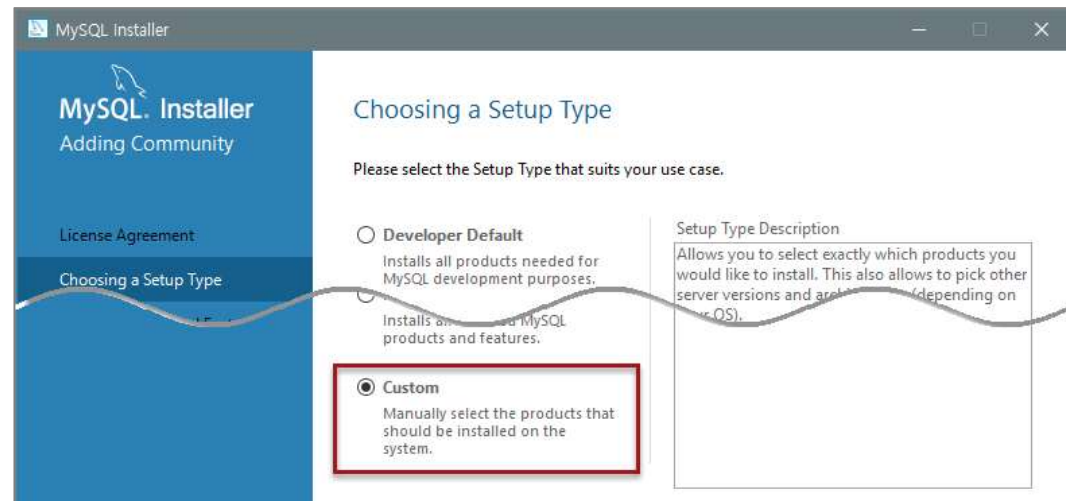 MySQL Installer
MySQL. Installer
Adding Community
License Agreement
Choosing a Setup Type
Choosing a Setup Type
Please select the Setup Type that suits your use case.
Developer Default
Installs all products needed for
MySQL development purposes.
Installs all MySQL
products and features.
Custom
Manually select the products that
should be installed on the
system.
Setup Type Description
Allows you to select exactly which products you
would like to install. This also allows to pick other
server versions and (depending on
OS).